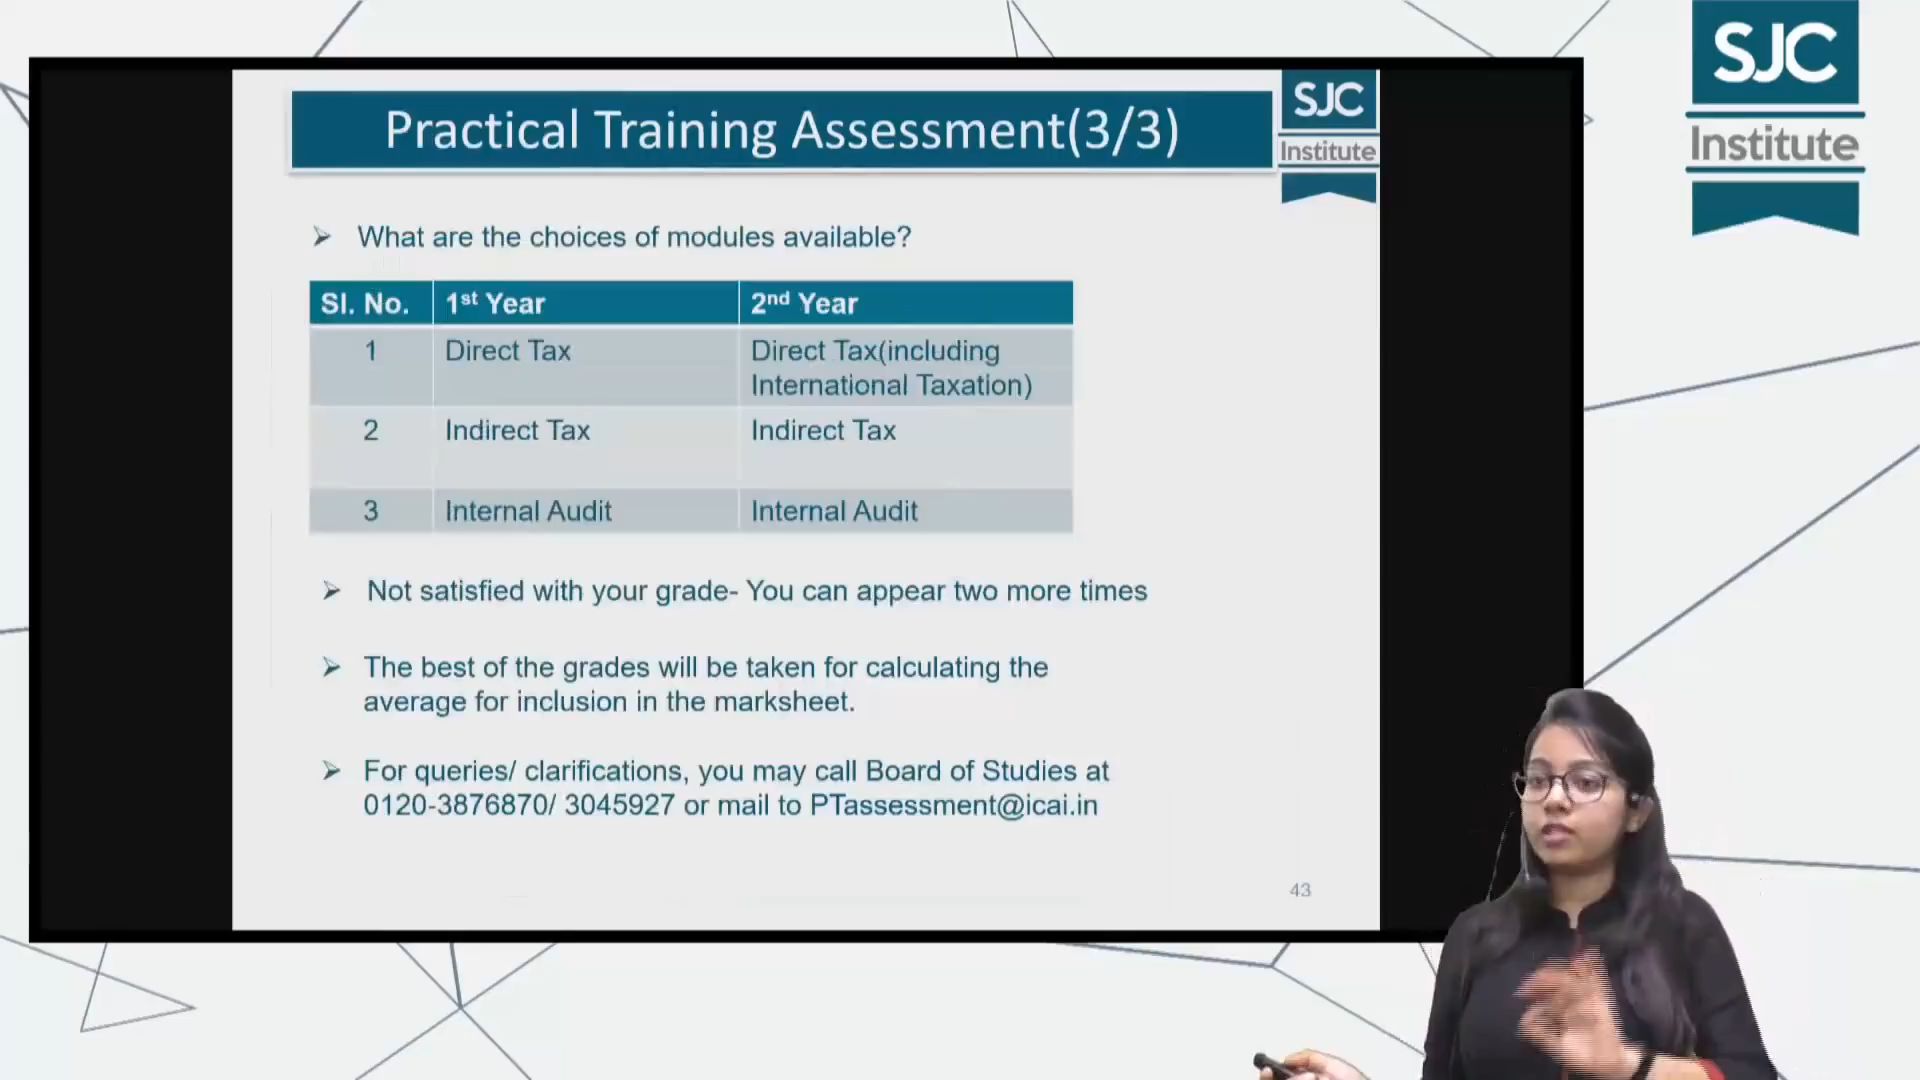 SJC
Institute
Practical Training Assessment(3/3)
SJC
Institute
What are the choices of modules available?
Sl. No. 1st Year 2nd Year
1 Direct Tax Direct Tax(including
International Taxation)
2 Indirect Tax Indirect Tax
3 Internal Audit Internal Audit
Not satisfied with your grade- You can appear two more times
The best of the grades will be taken for calculating the
average for inclusion in the marksheet.
For queries/ clarifications, you may call Board of Studies at
0120-3876870/ 3045927 or mail to PTassessment@icai.in
43